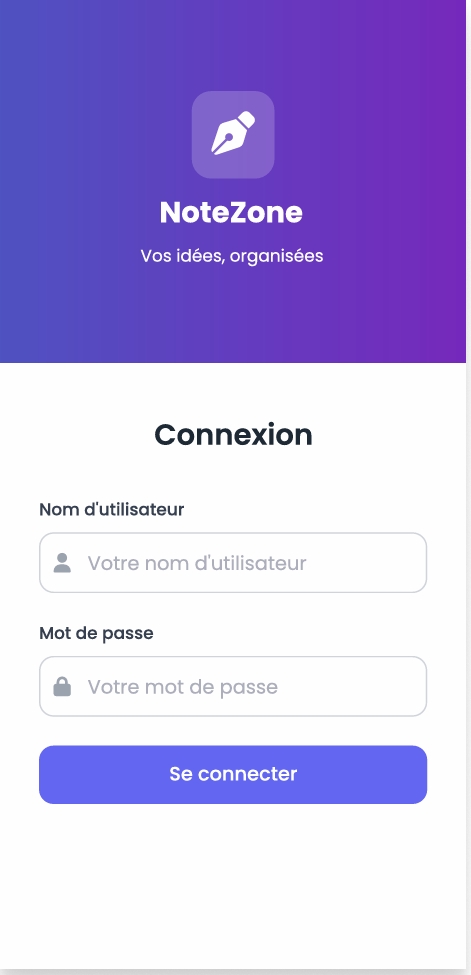 NoteZone
Vos idées, organisées
Connexion
Nom d'utilisateur
Votre nom d'utilisateur
Mot de passe
Votre mot de passe
Se connecter